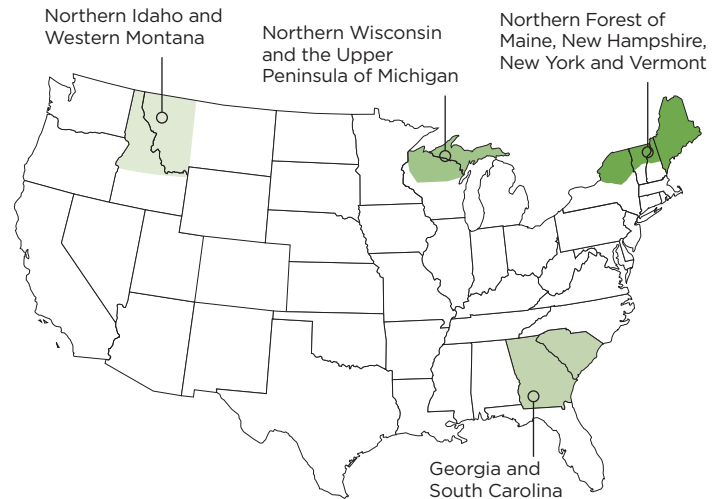 Northern Idaho and
Western Montana
Northern Wisconsin
and the Upper
Peninsula of Michigan
Northern Forest of
Maine, New Hampshire,
New York and Vermont
Georgia and
South Carolina